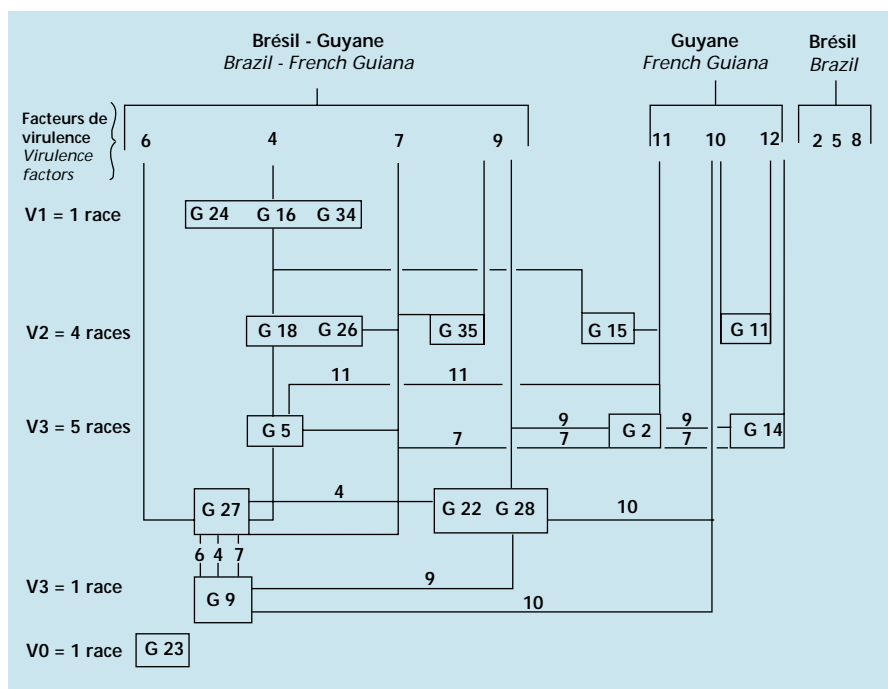 Brésil - Guyane
Brazil - French Guiana
Guyane
French Guiana
Brésil
Brazil
Facteurs de
virulence
Virulence
factors
6 4 7 9 11 10 12 2 5 8
V1 = 1 race
G 24 G 16 G 34
V2 = 4 races
G 18 G 26
G 35
G 15
G 11
11 11
V3 = 5 races
G 5
9
G 2
9
G 14
7 7 7
G 27
4
G 22 G 28
10
6 4 7
V3 = 1 race
G 9
9
10
V0 = 1 race
G 23